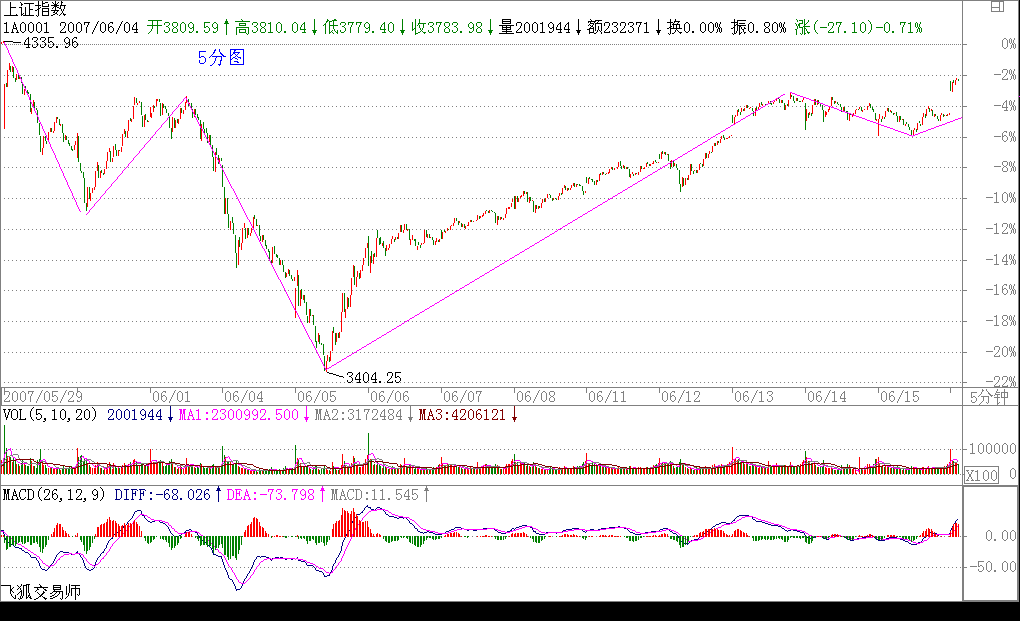 上证指数
1A0001 2007/06/04 开3809.59↑高3810.04↓低3779.40↓收3783.98↓量2001944↓额232371↓换0.00% 振0.80% 涨(-27.10)-0.71%
4335.96
5分图
0%
-2%
-4%
-6%
-8%
-10%
-12%
-14%
-16%
-18%
-20%
3404.25
-22%
2007/05/29 06/01 06/04 06/05 06/06 06/07 06/08 06/11 06/12 06/13 06/14 06/15 5分钟
VOL(5,10,20) 2001944↓MA1:2300992.500↓MA2:3172484↓MA3:4206121↓
100000
X100 0
MACD(26,12,9) DIFF:-68.026↑DEA:-73.798↑MACD:11.545↑
0.00
-50.00
飞狐交易师